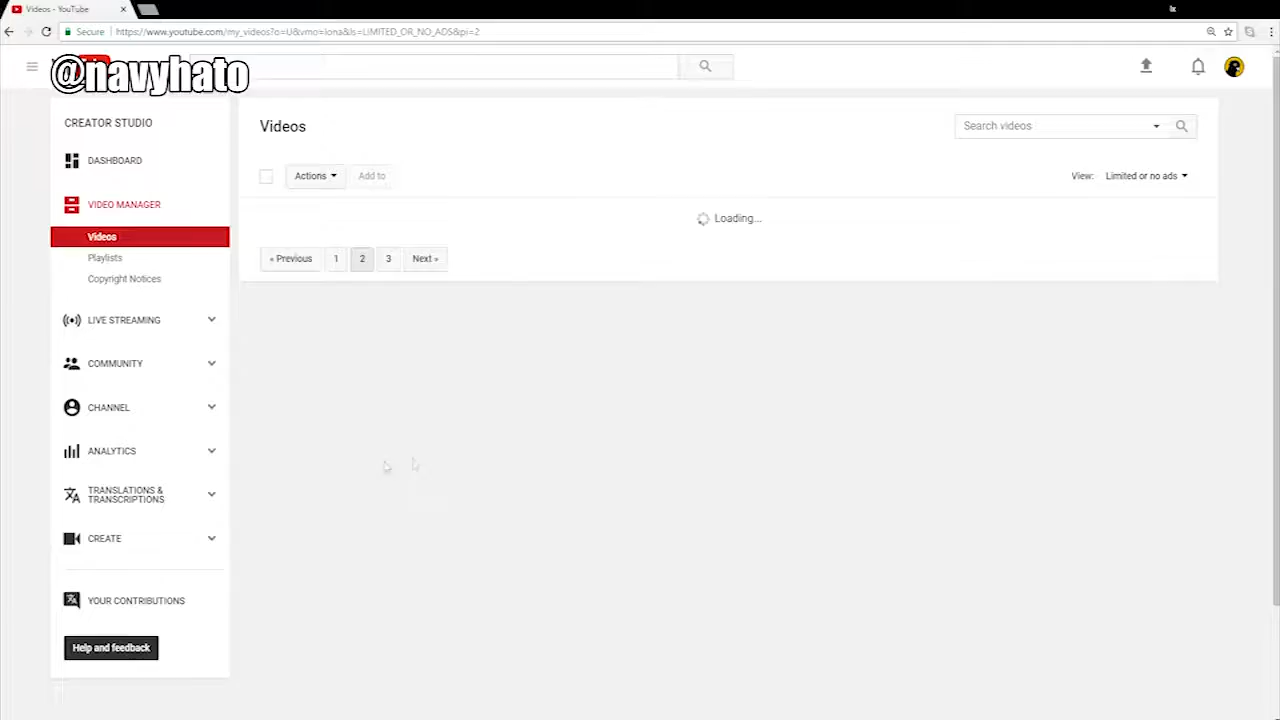 Videos - YouTube
Secure https://www.youtube.com/my_videos?o=U&vmo=lona&ls=LIMITED_OR_NO_ADS&pi=2
@navyhato
CREATOR STUDIO
DASHBOARD
VIDEO MANAGER
Videos
Playlists
Copyright Notices
LIVE STREAMING
COMMUNITY
CHANNEL
ANALYTICS
TRANSLATIONS &
TRANSCRIPTIONS
CREATE
YOUR CONTRIBUTIONS
Help and feedback
Videos
Search videos
Actions Add to
View: Limited or no ads
Loading...
« Previous 1 2 3 Next »